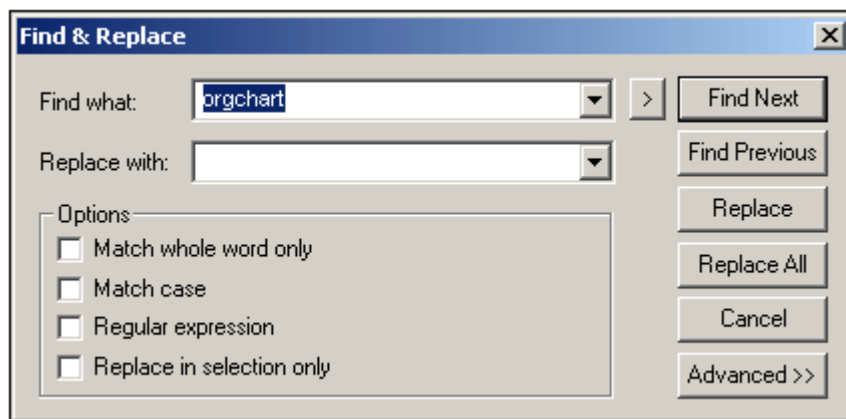 Find & Replace
Find what: orgchart > Find Next
Replace with: Find Previous
Options
Match whole word only
Match case
Regular expression
Replace in selection only
Replace
Replace All
Cancel
Advanced >>